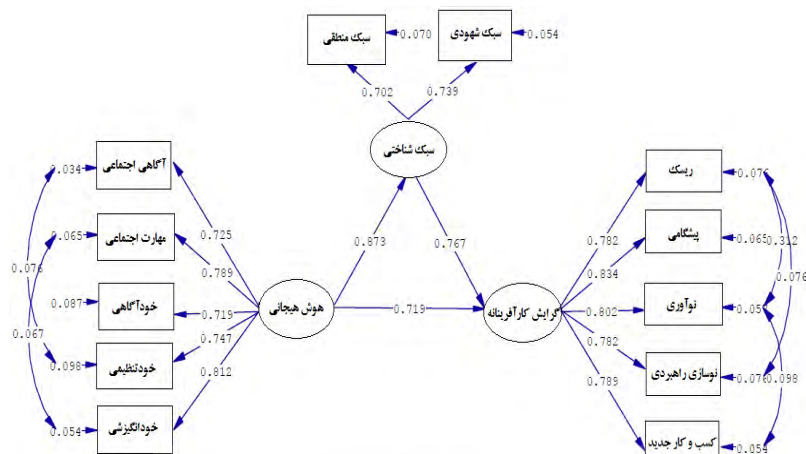 سبک منطقی
0.070
سبک شهودی
0.054
0.702
0.739
سبک شناختی
0.873
0.767
هوش هیجانی
0.719
گرایش کارآفرینانه
آگاهی اجتماعی
0.034
0.725
مهارت اجتماعی
0.065
0.789
خودآگاهی
0.087
0.719
خودتنظیمی
0.098
0.747
خودانگیزشی
0.054
0.812
0.076
0.067
ریسک
0.076
0.782
پیشگامی
0.065
0.834
نوآوری
0.05
0.802
نوسازی راهبردی
0.076
0.782
کسب و کار جدید
0.054
0.789
0.312
0.076
0.098